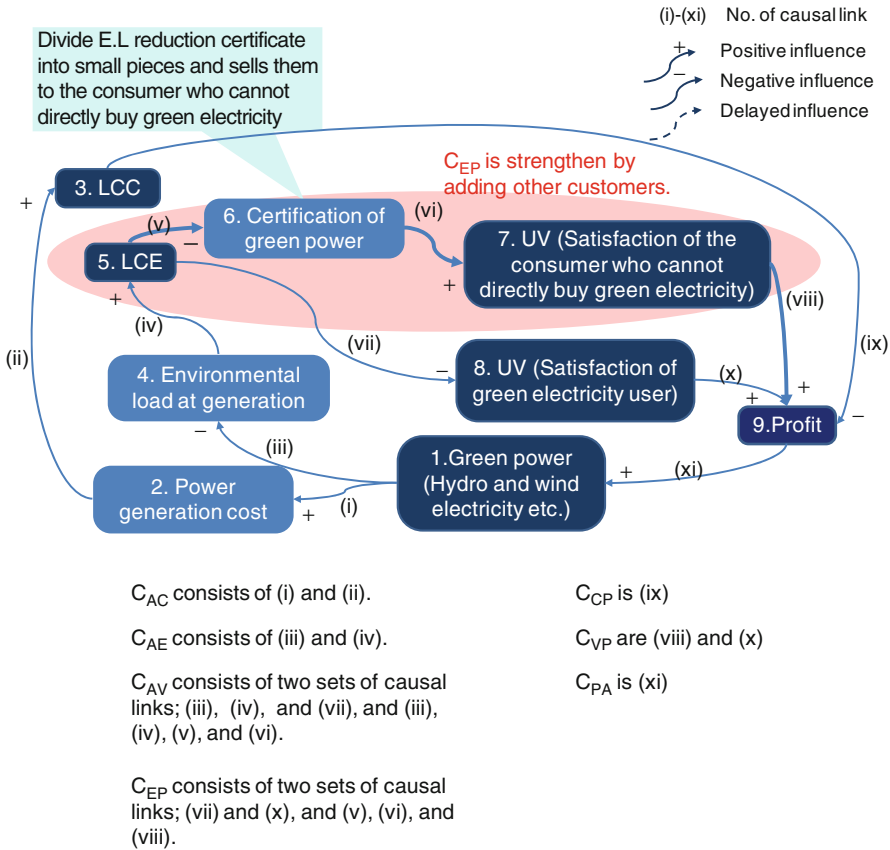 Divide E.L reduction certificate
into small pieces and sells them
to the consumer who cannot
directly buy green electricity
(i)-(xi) No. of causal link
+
Positive influence
−
Negative influence
Delayed influence
C_EP is strengthen by
adding other customers.
+
3. LCC
(v)
−
6. Certification of
green power
(vi)
7. UV (Satisfaction of the
consumer who cannot
directly buy green electricity)
5. LCE
+
+
(viii)
(iv)
(ii)
(vii)
(ix)
4. Environmental
load at generation
−
8. UV (Satisfaction of
green electricity user)
(x)
+
+
−
9.Profit
−
(iii)
1.Green power
(Hydro and wind
electricity etc.)
+
(xi)
2. Power
generation cost
+
(i)
C_AC consists of (i) and (ii).
C_AE consists of (iii) and (iv).
C_AV consists of two sets of causal
links; (iii), (iv), and (vii), and (iii),
(iv), (v), and (vi).
C_EP consists of two sets of causal
links; (vii) and (x), and (v), (vi), and
(viii).
C_CP is (ix)
C_VP are (viii) and (x)
C_PA is (xi)